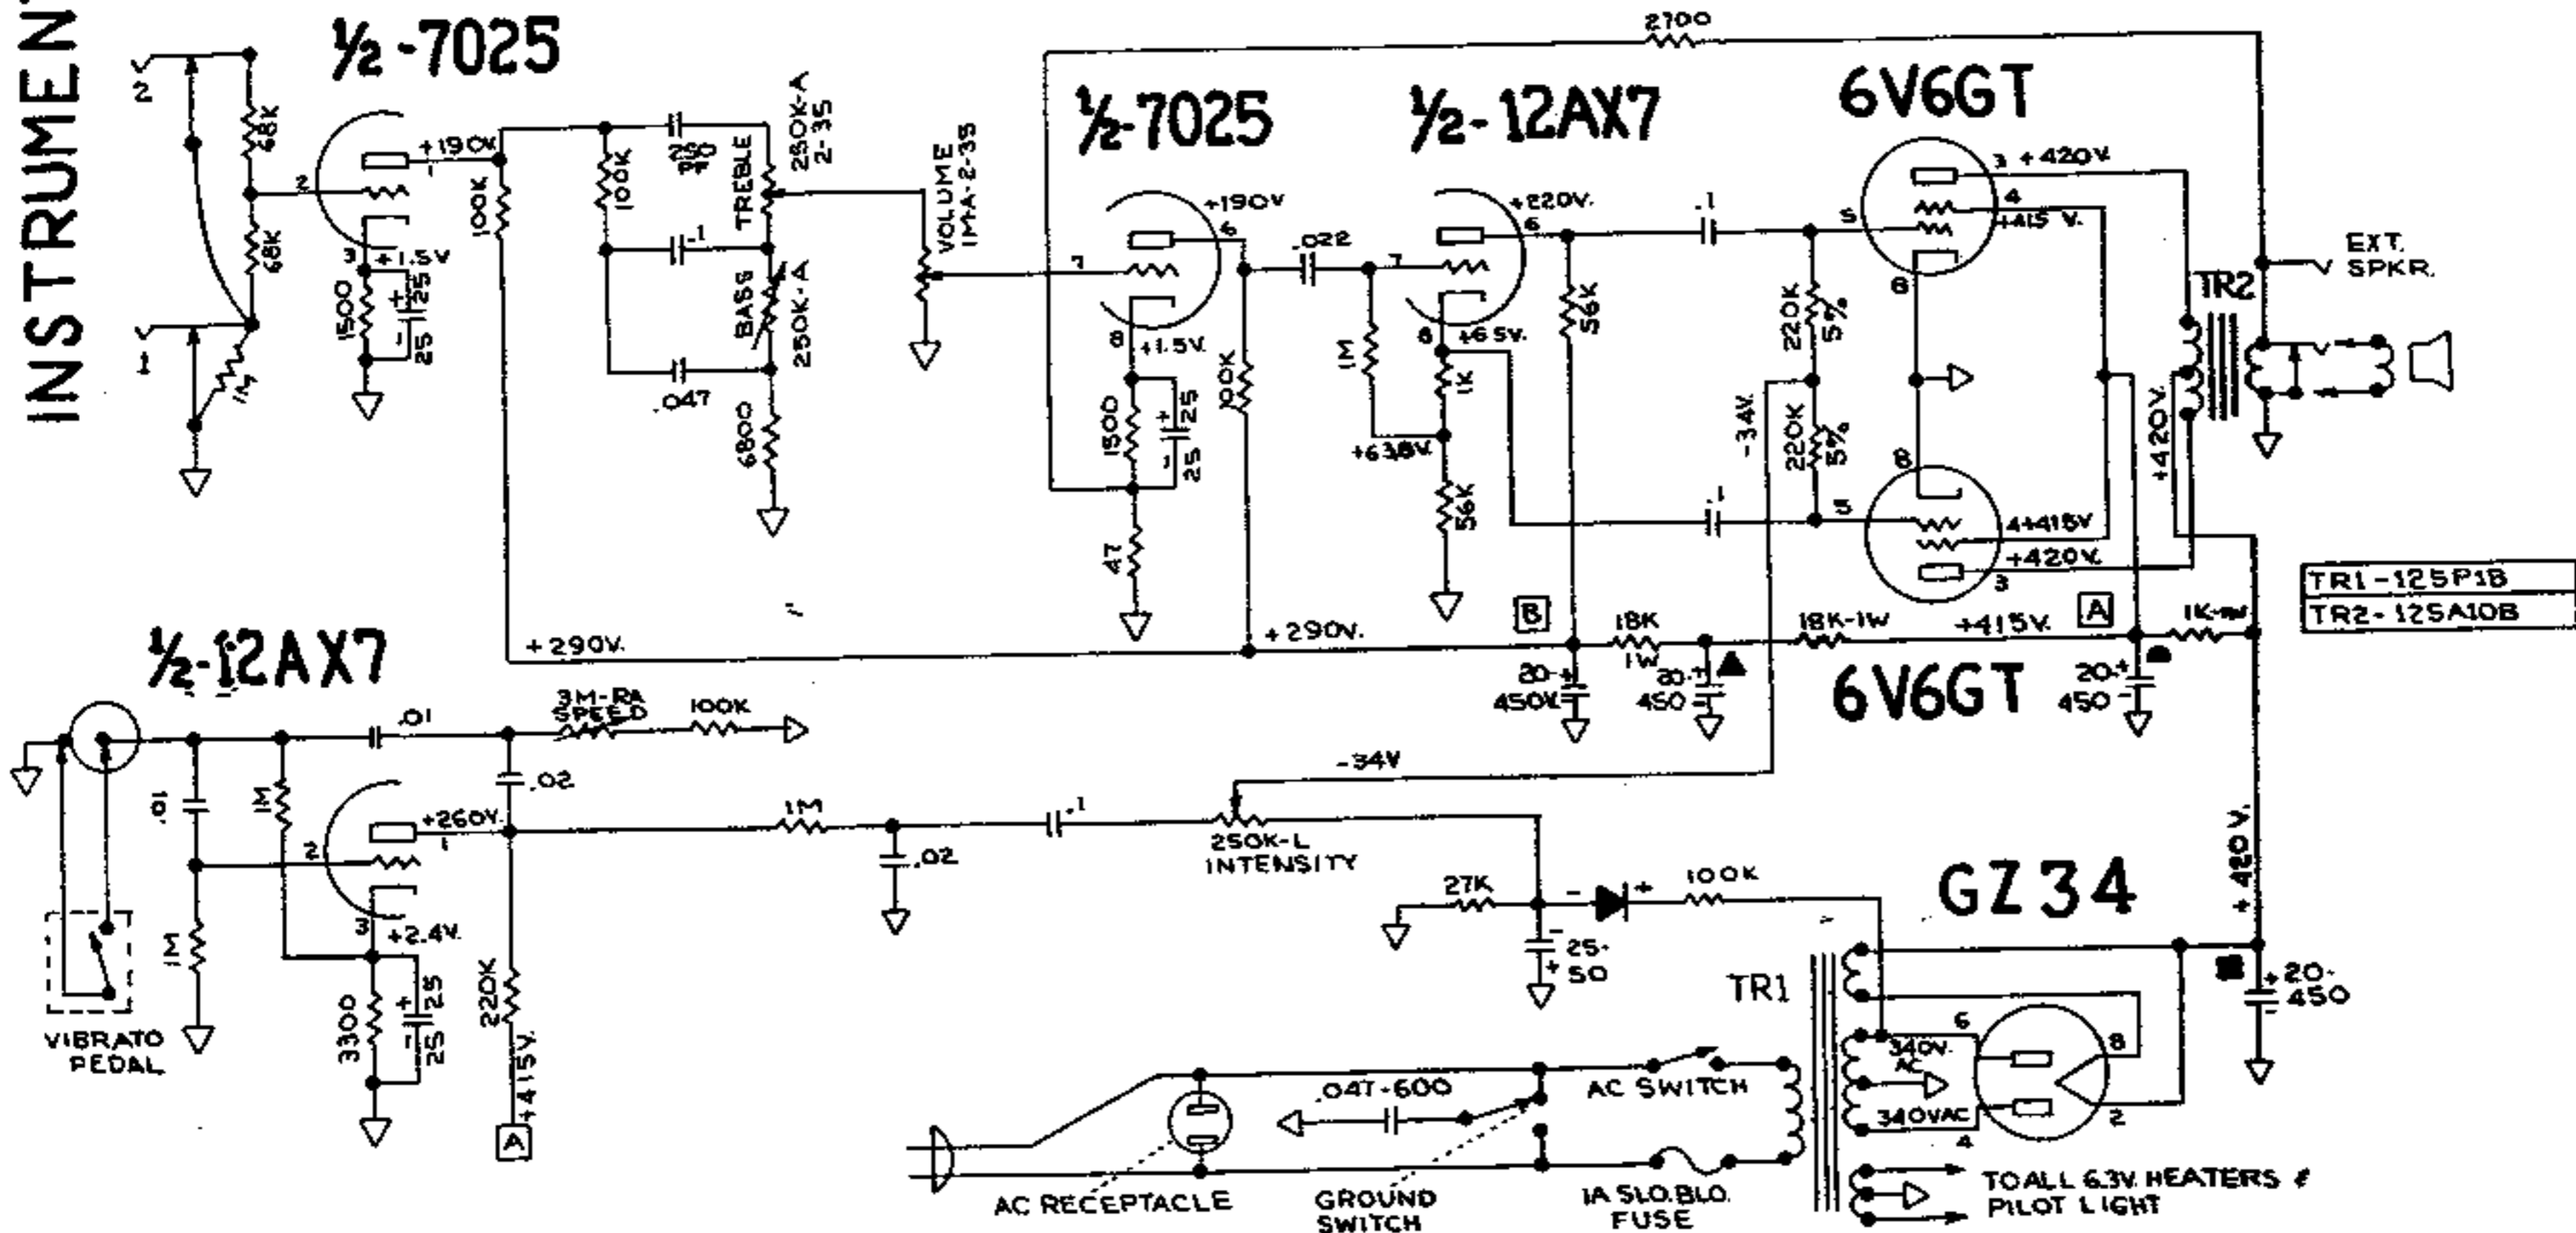 INSTRUMENT
2
68K
68K
1
1M
½-7025
2
+190V.
1
3
+1.5V
1500
25
25
100K
100K
250
.1
.047
TREBLE
250K-A
2-35
BASS
250K-A
6800
VOLUME
1M-A-2-35
2700
½-7025
+190V
6
7
8
+1.5V.
1500
25
25
47
100K
.022
½-12AX7
+220V.
6
7
8
+65V.
1M
1K
+63.8V.
56K
56K
.1
.1
220K
5%
220K
5%
-34V.
6V6GT
3 +420V.
4
+415 V.
5
8
8
5
4+415V
+420V.
3
6V6GT
TR2
EXT.
SPKR.
+420V.
TR1-125P1B
TR2-125A10B
+290V.
+290V.
B
18K
1W
18K-1W
+415V.
A
1K-1W
20-
450V.
20-
450
20-
450
½-12AX7
.01
3M-RA
SPEED
100K
.02
.01
1M
+260V.
1
2
3
+2.4V.
1M
3300
25
25
220K
+415V.
A
VIBRATO
PEDAL
1M
.02
.1
250K-L
INTENSITY
-34V
27K
-
+
100K
25-
50
GZ34
+420V.
20-
450
TR1
6
340V.
AC
340VAC
4
8
2
.047-600
AC SWITCH
AC RECEPTACLE
GROUND
SWITCH
1A SLO.BLO.
FUSE
TO ALL 6.3V. HEATERS &
PILOT LIGHT